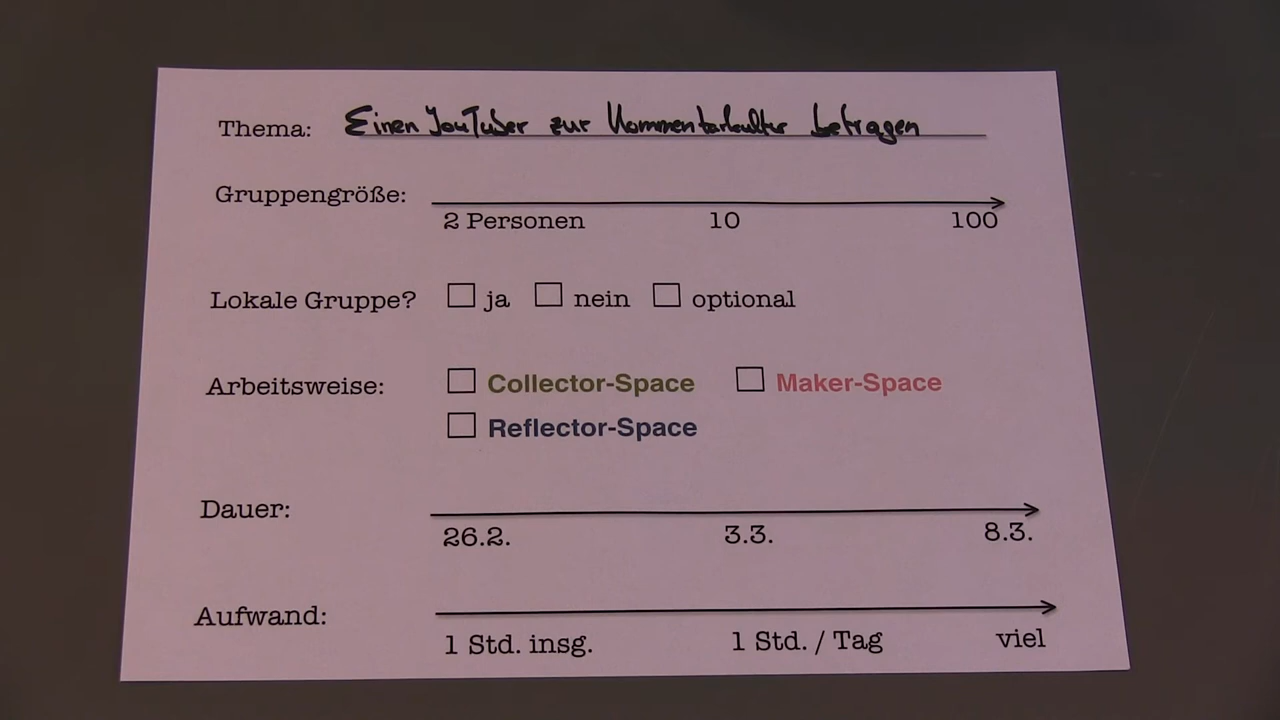 Thema: Einen YouTuber zur Kommentarkultur befragen
Gruppengröße:
2 Personen 10 100
Lokale Gruppe? ja nein optional
Arbeitsweise: Collector-Space Maker-Space
Reflector-Space
Dauer:
26.2. 3.3. 8.3.
Aufwand:
1 Std. insg. 1 Std. / Tag viel